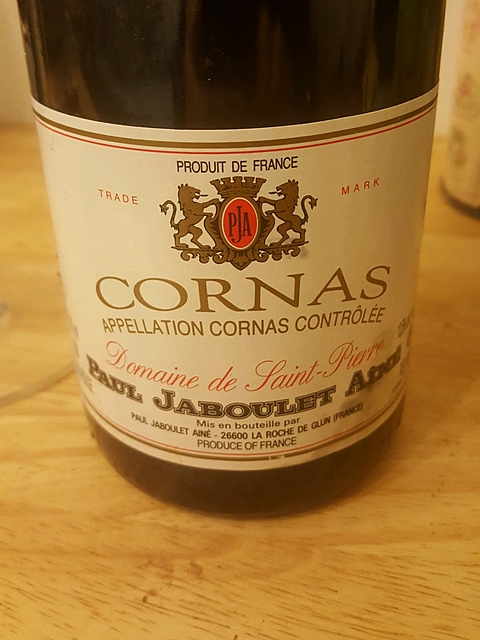 PRODUIT DE FRANCE
TRADE MARK
PJA
CORNAS
APPELLATION CORNAS CONTRÔLÉE
Domaine de Saint-Pierre
PAUL JABOULET AÎNÉ
Mis en bouteille par
PAUL JABOULET AINÉ - 26600 LA ROCHE DE GLUN (FRANCE)
PRODUCE OF FRANCE